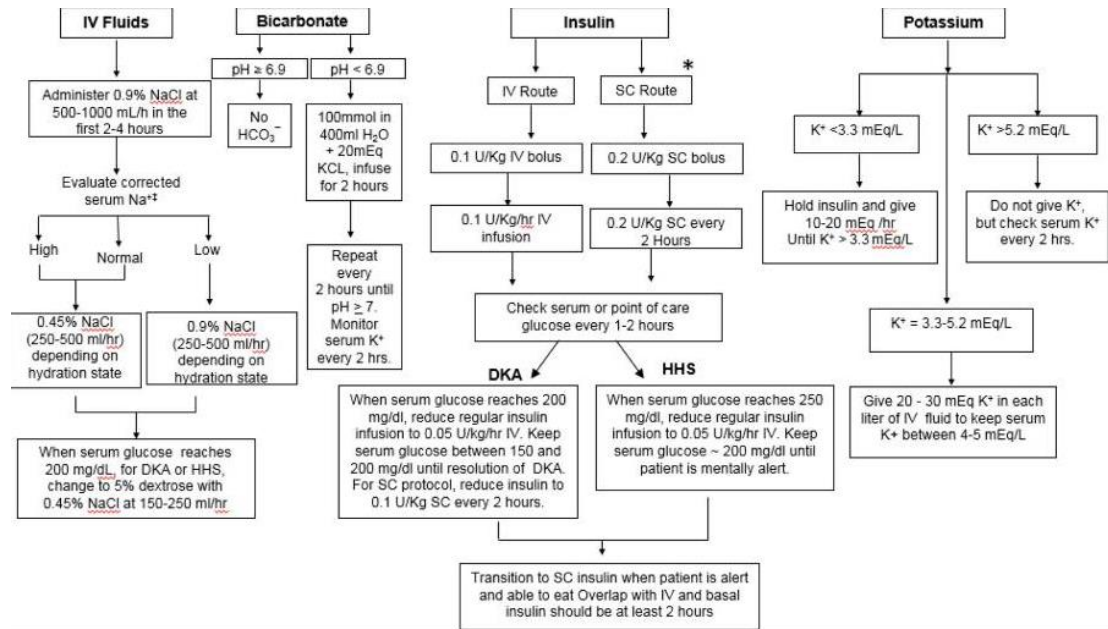 IV Fluids
Administer 0.9% NaCl at
500-1000 mL/h in the
first 2-4 hours
Evaluate corrected
serum Na⁺‡
High
Normal
Low
0.45% NaCl
(250-500 ml/hr)
depending on
hydration state
0.9% NaCl
(250-500 ml/hr)
depending on
hydration state
When serum glucose reaches
200 mg/dL, for DKA or HHS,
change to 5% dextrose with
0.45% NaCl at 150-250 ml/hr
Bicarbonate
pH ≥ 6.9
pH < 6.9
No
HCO₃⁻
100mmol in
400ml H₂O
+ 20mEq
KCL, infuse
for 2 hours
Repeat
every
2 hours until
pH ≥ 7.
Monitor
serum K⁺
every 2 hrs.
Insulin
IV Route
SC Route
*
0.1 U/Kg IV bolus
0.2 U/Kg SC bolus
0.1 U/Kg/hr IV
infusion
0.2 U/Kg SC every
2 Hours
Check serum or point of care
glucose every 1-2 hours
DKA
HHS
When serum glucose reaches 200
mg/dl, reduce regular insulin
infusion to 0.05 U/kg/hr IV. Keep
serum glucose between 150 and
200 mg/dl until resolution of DKA.
For SC protocol, reduce insulin to
0.1 U/Kg SC every 2 hours.
When serum glucose reaches 250
mg/dl, reduce regular insulin
infusion to 0.05 U/kg/hr IV. Keep
serum glucose ~ 200 mg/dl until
patient is mentally alert.
Transition to SC insulin when patient is alert
and able to eat Overlap with IV and basal
insulin should be at least 2 hours
Potassium
K⁺ <3.3 mEq/L
K⁺ >5.2 mEq/L
Hold insulin and give
10-20 mEq /hr
Until K⁺ > 3.3 mEq/L
Do not give K⁺,
but check serum K⁺
every 2 hrs.
K⁺ = 3.3-5.2 mEq/L
Give 20 - 30 mEq K⁺ in each
liter of IV fluid to keep serum
K+ between 4-5 mEq/L